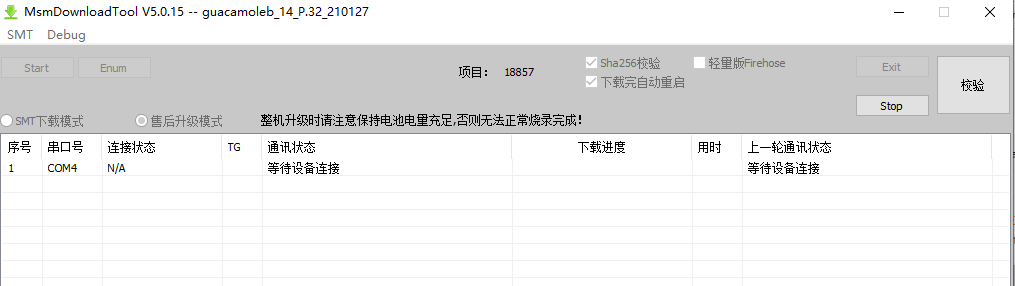 MsmDownloadTool V5.0.15 -- guacamoleb_14_P.32_210127
SMT Debug
Start Enum 项目： 18857 Sha256校验 轻量版Firehose Exit 校验
下载完自动重启
Stop
SMT下载模式 售后升级模式 整机升级时请注意保持电池电量充足,否则无法正常烧录完成！
序号 串口号 连接状态 TG 通讯状态 下载进度 用时 上一轮通讯状态
1 COM4 N/A 等待设备连接 等待设备连接